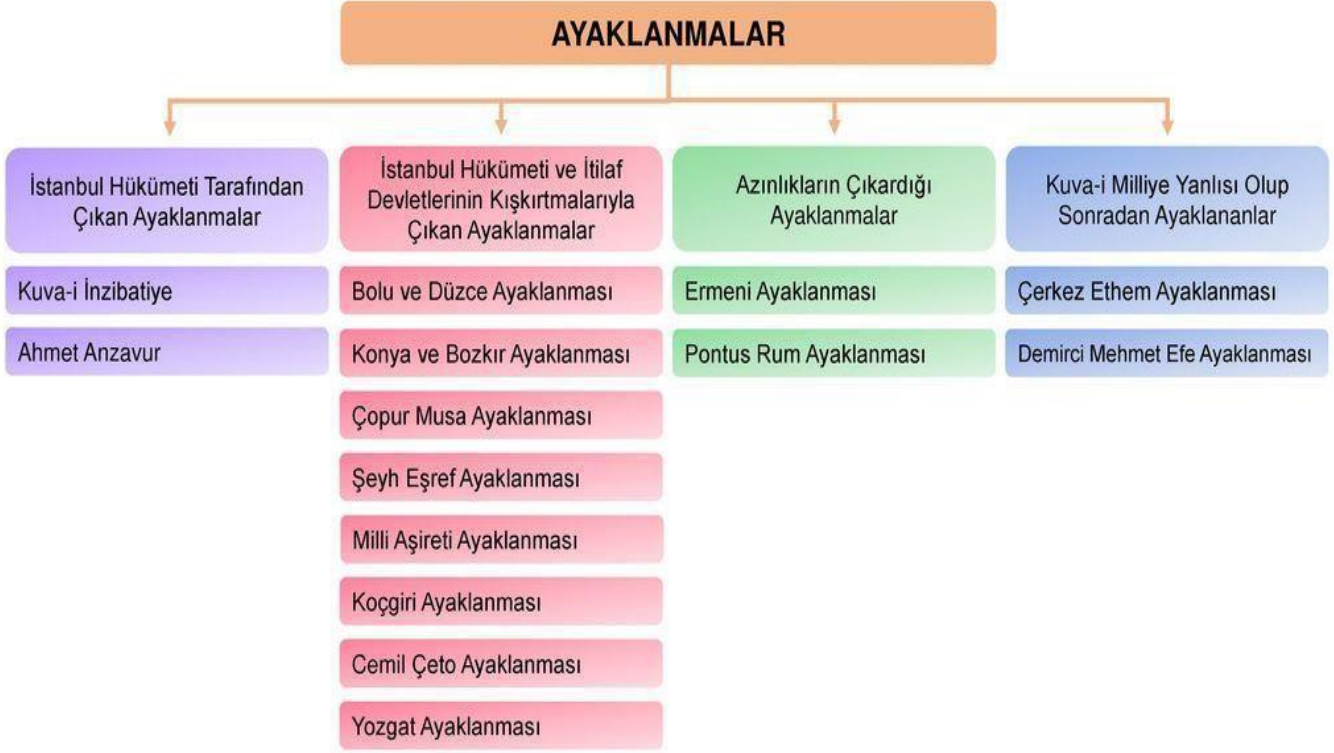 AYAKLANMALAR
İstanbul Hükümeti Tarafından
Çıkan Ayaklanmalar
Kuva-i İnzibatiye
Ahmet Anzavur
İstanbul Hükümeti ve İtilaf
Devletlerinin Kışkırtmalarıyla
Çıkan Ayaklanmalar
Bolu ve Düzce Ayaklanması
Konya ve Bozkır Ayaklanması
Çopur Musa Ayaklanması
Şeyh Eşref Ayaklanması
Milli Aşireti Ayaklanması
Koçgiri Ayaklanması
Cemil Çeto Ayaklanması
Yozgat Ayaklanması
Azınlıkların Çıkardığı
Ayaklanmalar
Ermeni Ayaklanması
Pontus Rum Ayaklanması
Kuva-i Milliye Yanlısı Olup
Sonradan Ayaklananlar
Çerkez Ethem Ayaklanması
Demirci Mehmet Efe Ayaklanması